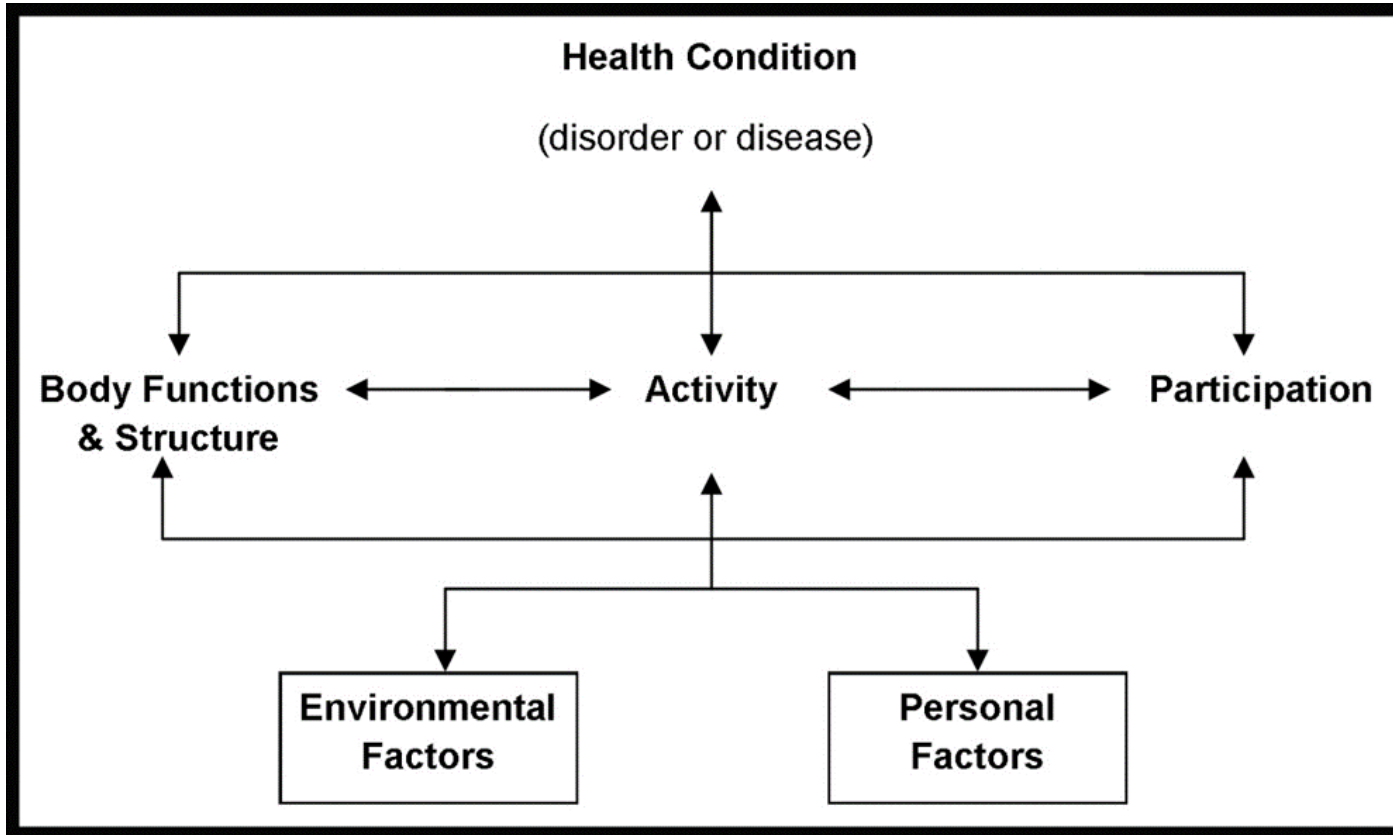 Health Condition
(disorder or disease)
Body Functions
& Structure
Activity
Participation
Environmental
Factors
Personal
Factors